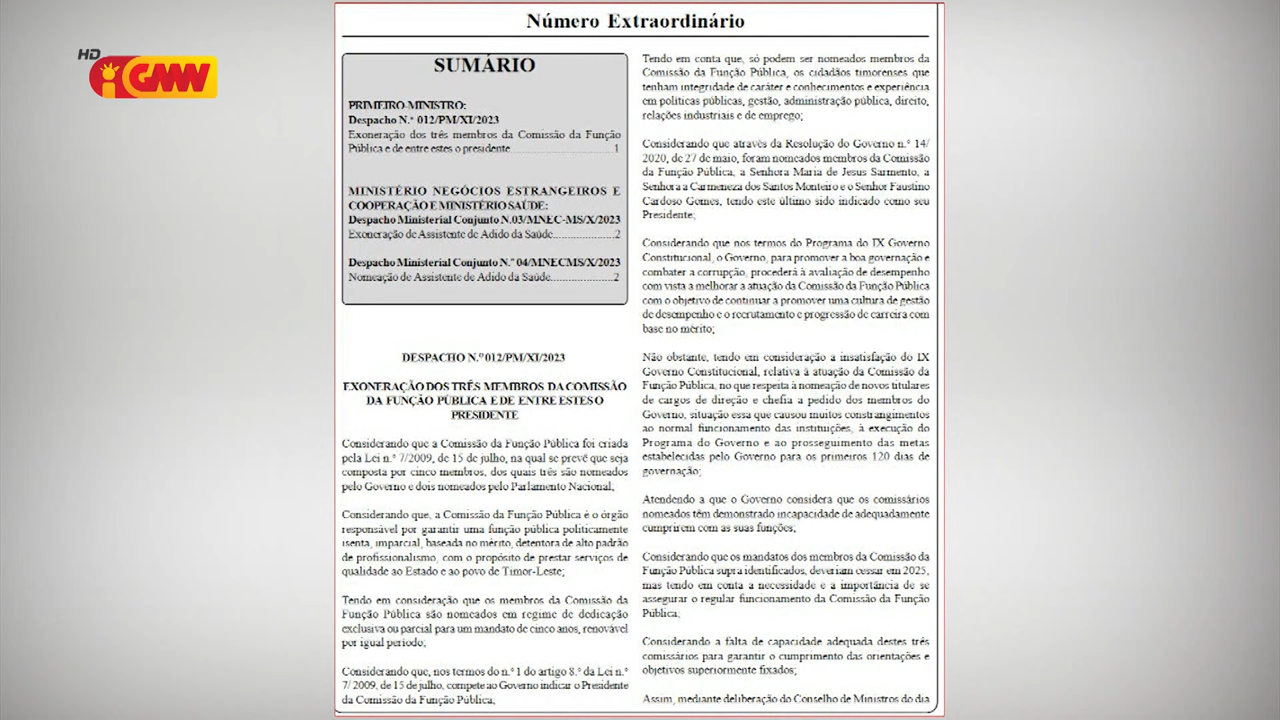 HD
GMN
Número Extraordinário
SUMÁRIO
PRIMEIRO-MINISTRO:
Despacho N.º 012/PM/XI/2023
Exoneração dos três membros da Comissão da Função
Pública e de entre estes o presidente.............................1
MINISTÉRIO NEGÓCIOS ESTRANGEIROS E
COOPERAÇÃO E MINISTÉRIO SAÚDE:
Despacho Ministerial Conjunto N.03/MNEC-MS/X/2023
Exoneração de Assistente de Adido da Saúde...................2
Despacho Ministerial Conjunto N.º 04/MNECMS/X/2023
Nomeação de Assistente de Adido da Saúde.....................2
DESPACHO N.º 012/PM/XI/2023
EXONERAÇÃO DOS TRÊS MEMBROS DA COMISSÃO
DA FUNÇÃO PÚBLICA E DE ENTRE ESTES O
PRESIDENTE
Considerando que a Comissão da Função Pública foi criada
pela Lei n.º 7/2009, de 15 de julho, na qual se prevê que seja
composta por cinco membros, dos quais três são nomeados
pelo Governo e dois nomeados pelo Parlamento Nacional;
Considerando que, a Comissão da Função Pública é o órgão
responsável por garantir uma função pública politicamente
isenta, imparcial, baseada no mérito, detentora de alto padrão
de profissionalismo, com o propósito de prestar serviços de
qualidade ao Estado e ao povo de Timor-Leste;
Tendo em consideração que os membros da Comissão da
Função Pública são nomeados em regime de dedicação
exclusiva ou parcial para um mandato de cinco anos, renovável
por igual período;
Considerando que, nos termos do n.º 1 do artigo 8.º da Lei n.º
7/ 2009, de 15 de julho, compete ao Governo indicar o Presidente
da Comissão da Função Pública,
Tendo em conta que, só podem ser nomeados membros da
Comissão da Função Pública, os cidadãos timorenses que
tenham integridade de caráter e conhecimentos e experiência
em políticas públicas, gestão, administração pública, direito,
relações industriais e de emprego;
Considerando que através da Resolução do Governo n.º 14/
2020, de 27 de maio, foram nomeados membros da Comissão
da Função Pública, a Senhora Maria de Jesus Sarmento, a
Senhora a Carmeneza dos Santos Monteiro e o Senhor Faustino
Cardoso Gomes, tendo este último sido indicado como seu
Presidente;
Considerando que nos termos do Programa do IX Governo
Constitucional, o Governo, para promover a boa governação e
combater a corrupção, procederá à avaliação de desempenho
com vista a melhorar a atuação da Comissão da Função Pública
com o objetivo de continuar a promover uma cultura de gestão
de desempenho e o recrutamento e progressão de carreira com
base no mérito;
Não obstante, tendo em consideração a insatisfação do IX
Governo Constitucional, relativa à atuação da Comissão da
Função Pública, no que respeita à nomeação de novos titulares
de cargos de direção e chefia a pedido dos membros do
Governo, situação essa que causou muitos constrangimentos
ao normal funcionamento das instituições, à execução do
Programa do Governo e ao prosseguimento das metas
estabelecidas pelo Governo para os primeiros 120 dias de
governação;
Atendendo a que o Governo considera que os comissários
nomeados têm demonstrado incapacidade de adequadamente
cumprirem com as suas funções;
Considerando que os mandatos dos membros da Comissão da
Função Pública supra identificados, deveriam cessar em 2025,
mas tendo em conta a necessidade e a importância de se
assegurar o regular funcionamento da Comissão da Função
Pública;
Considerando a falta de capacidade adequada destes três
comissários para garantir o cumprimento das orientações e
objetivos superiormente fixados;
Assim, mediante deliberação do Conselho de Ministros do dia